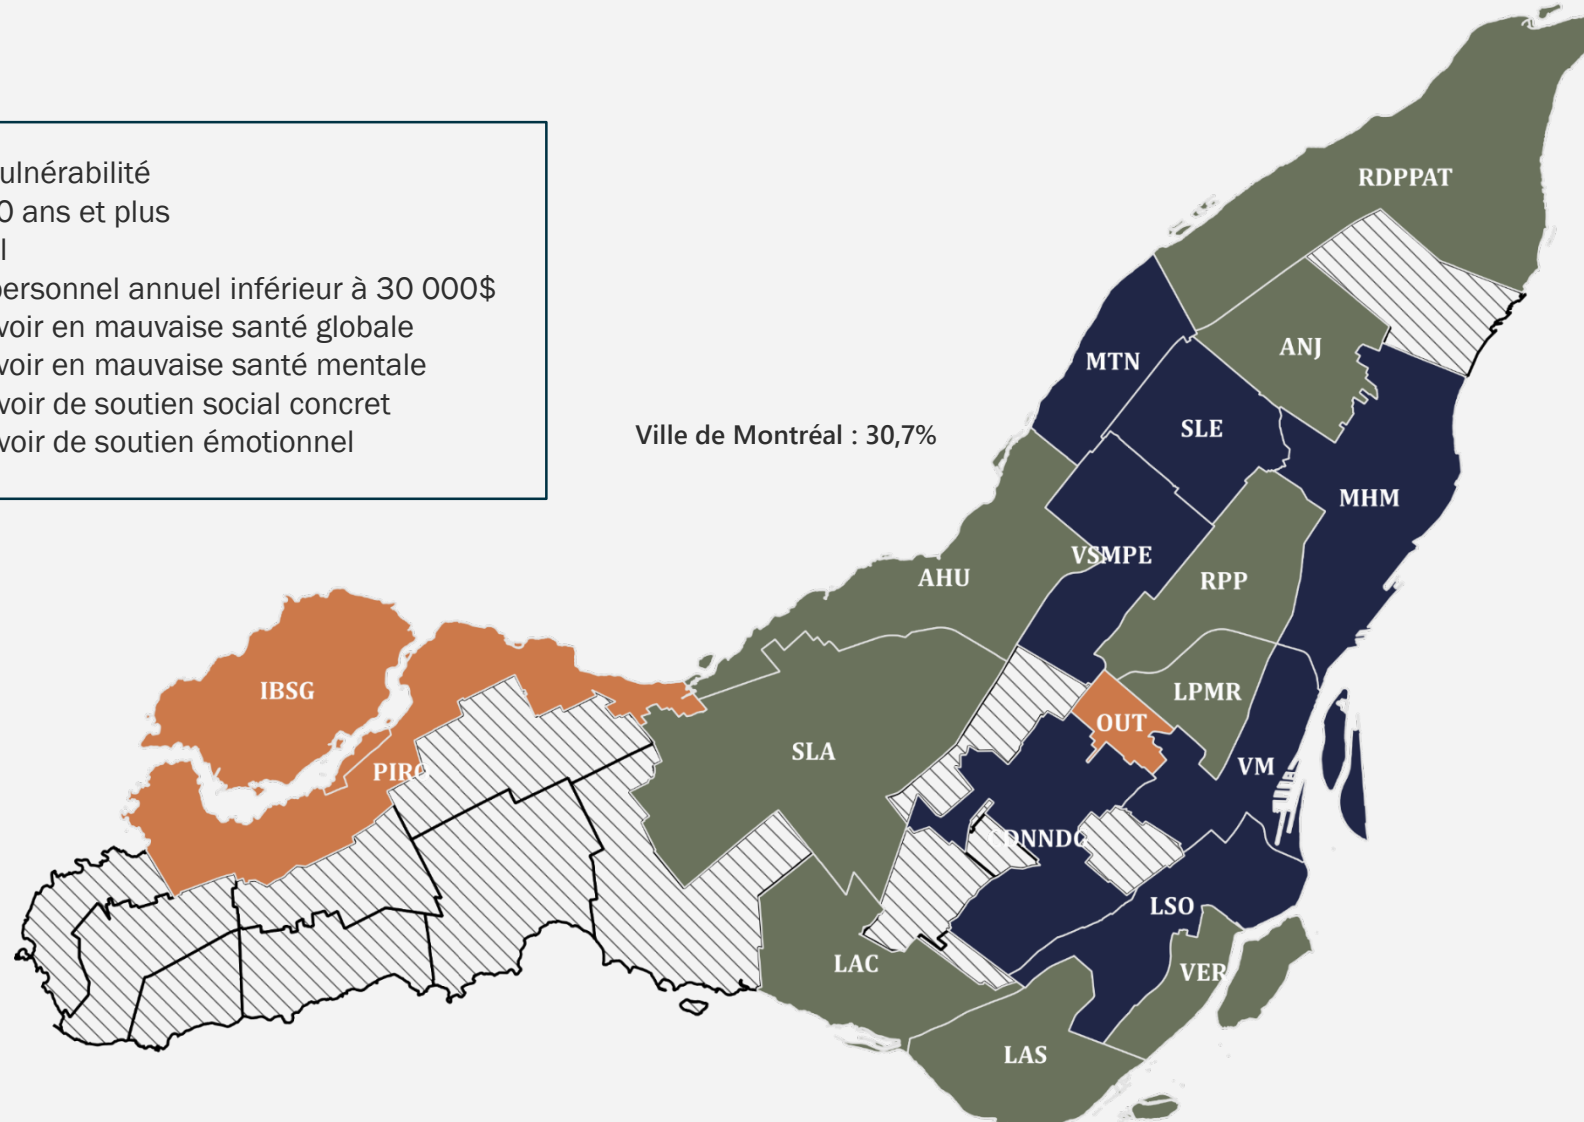 ulnérabilité
0 ans et plus
l
personnel annuel inférieur à 30 000$
voir en mauvaise santé globale
voir en mauvaise santé mentale
voir de soutien social concret
voir de soutien émotionnel
Ville de Montréal : 30,7%
RDPPAT
ANJ
MTN
SLE
MHM
VSMPE
AHU
RPP
IBSG
LPMR
OUT
SLA
VM
PIRO
CDNNDG
LSO
LAC
VER
LAS